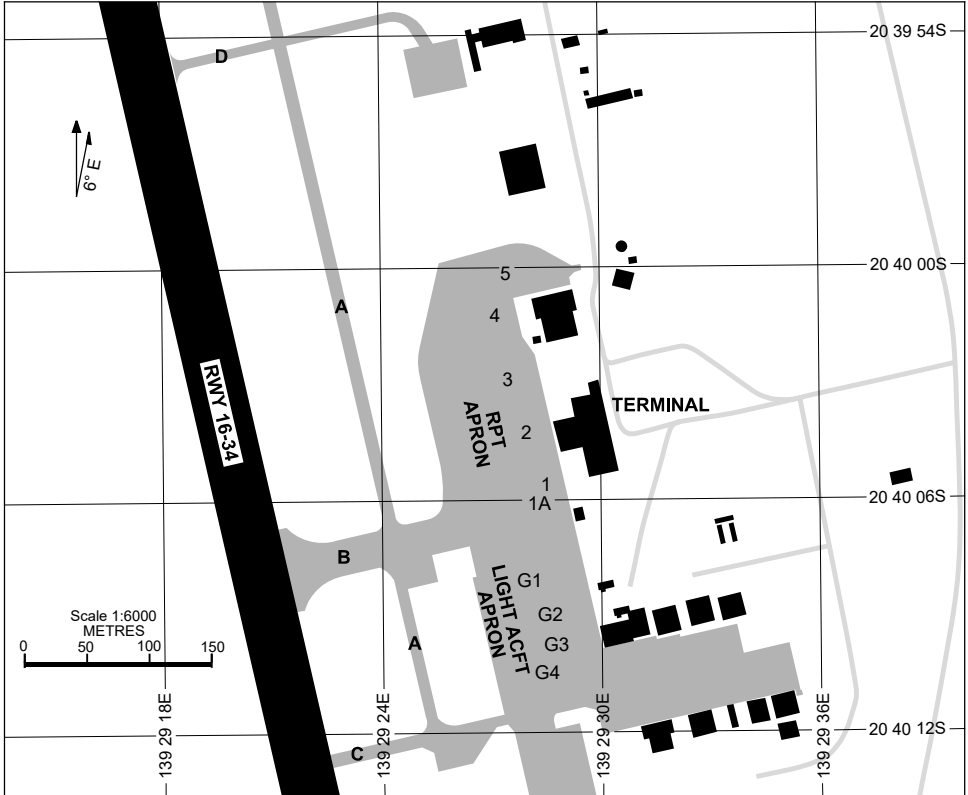 20 39 54S
D
6° E
20 40 00S
5
A
4
3
RWY 16-34
TERMINAL
RPT
APRON
2
1
1A
20 40 06S
B
G1
LIGHT ACFT
APRON
G2
Scale 1:6000
METRES
0 50 100 150
A
G3
G4
139 29 18E
139 29 24E
139 29 30E
139 29 36E
20 40 12S
C